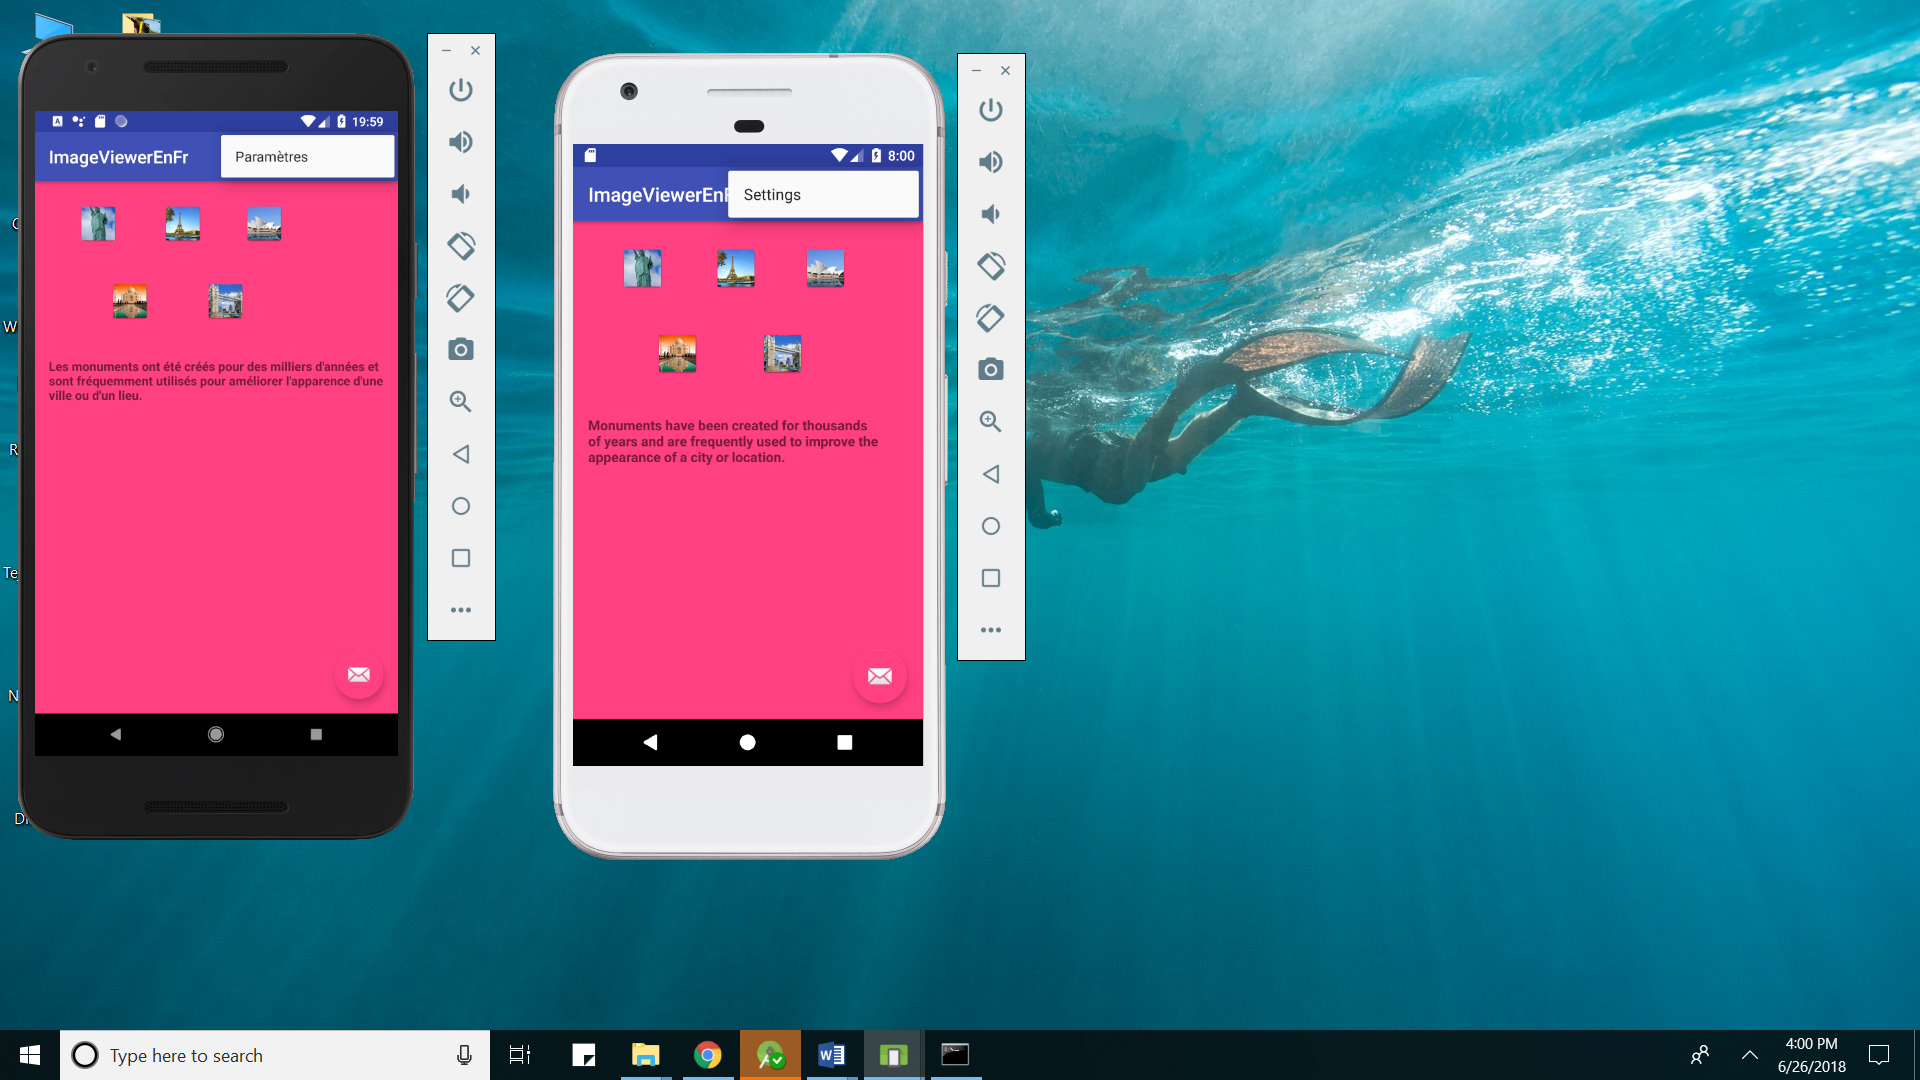 19:59
ImageViewerEnFr
Paramètres
Les monuments ont été créés pour des milliers d'années et
sont fréquemment utilisés pour améliorer l'apparence d'une
ville ou d'un lieu.
8:00
ImageViewerEnF
Settings
Monuments have been created for thousands
of years and are frequently used to improve the
appearance of a city or location.
Type here to search
4:00 PM
6/26/2018